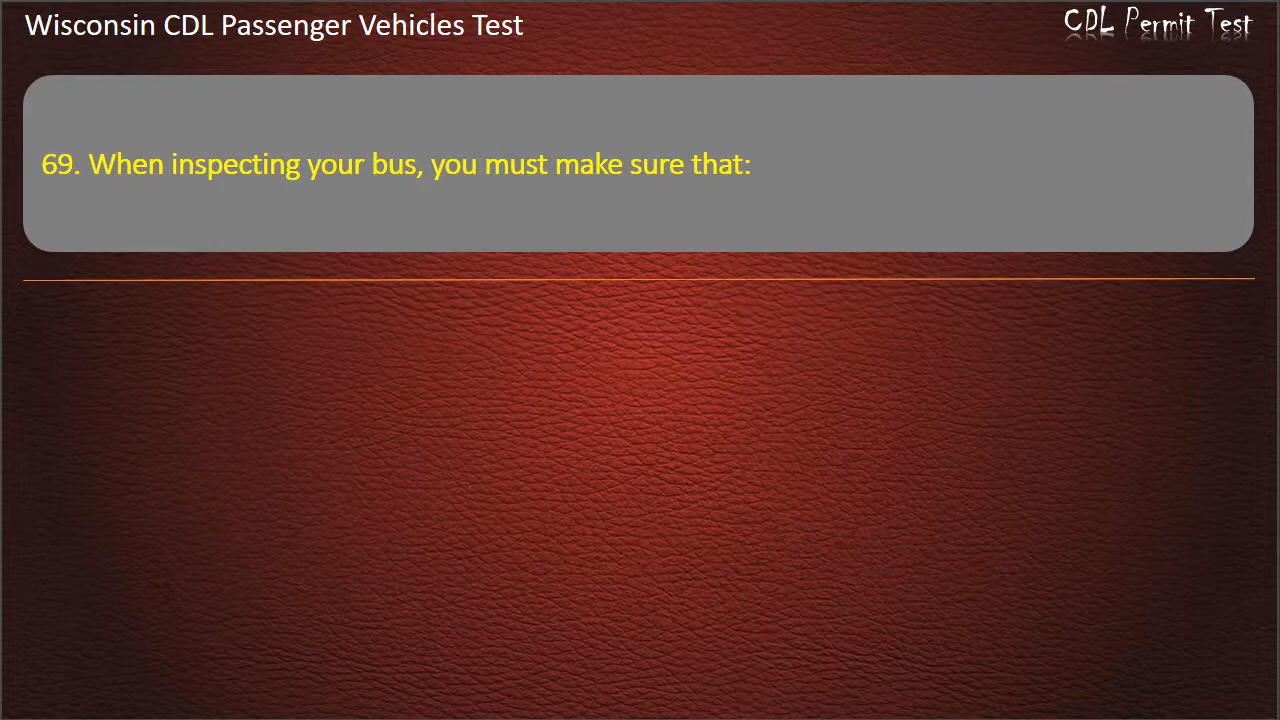 Wisconsin CDL Passenger Vehicles Test
CDL Permit Test
69. When inspecting your bus, you must make sure that: